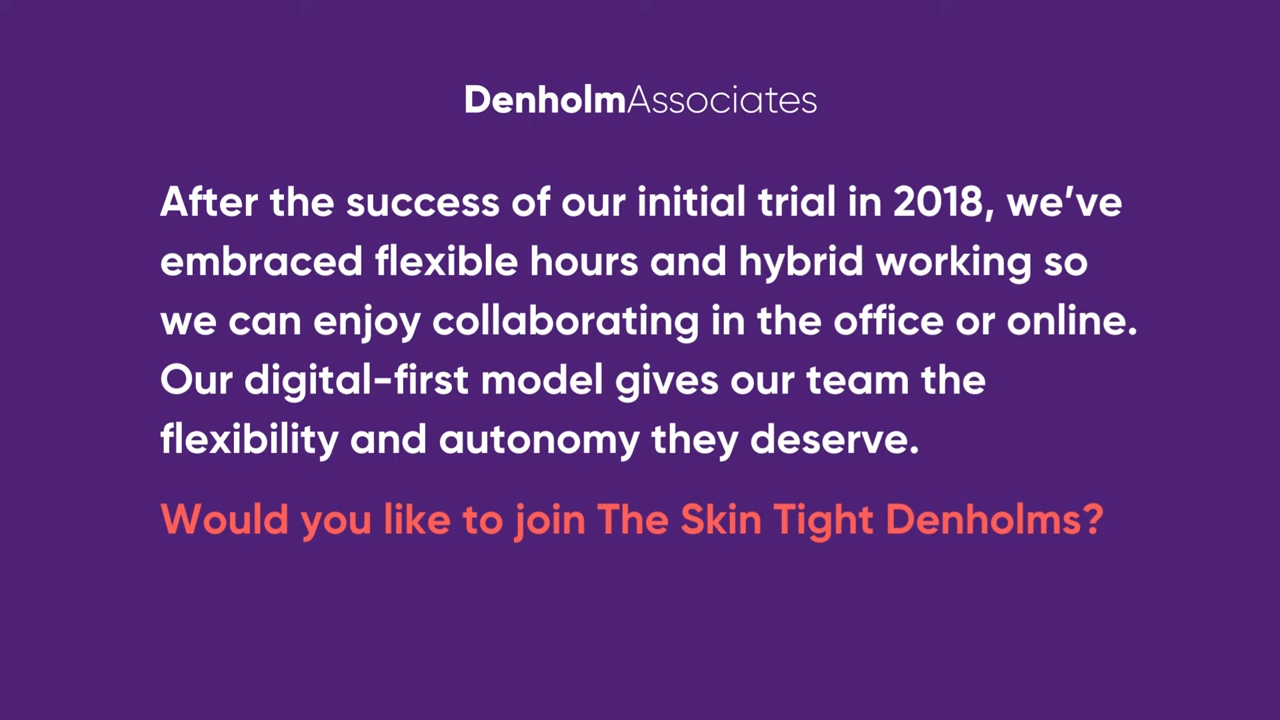 DenholmAssociates
After the success of our initial trial in 2018, we’ve
embraced flexible hours and hybrid working so
we can enjoy collaborating in the office or online.
Our digital-first model gives our team the
flexibility and autonomy they deserve.
Would you like to join The Skin Tight Denholms?